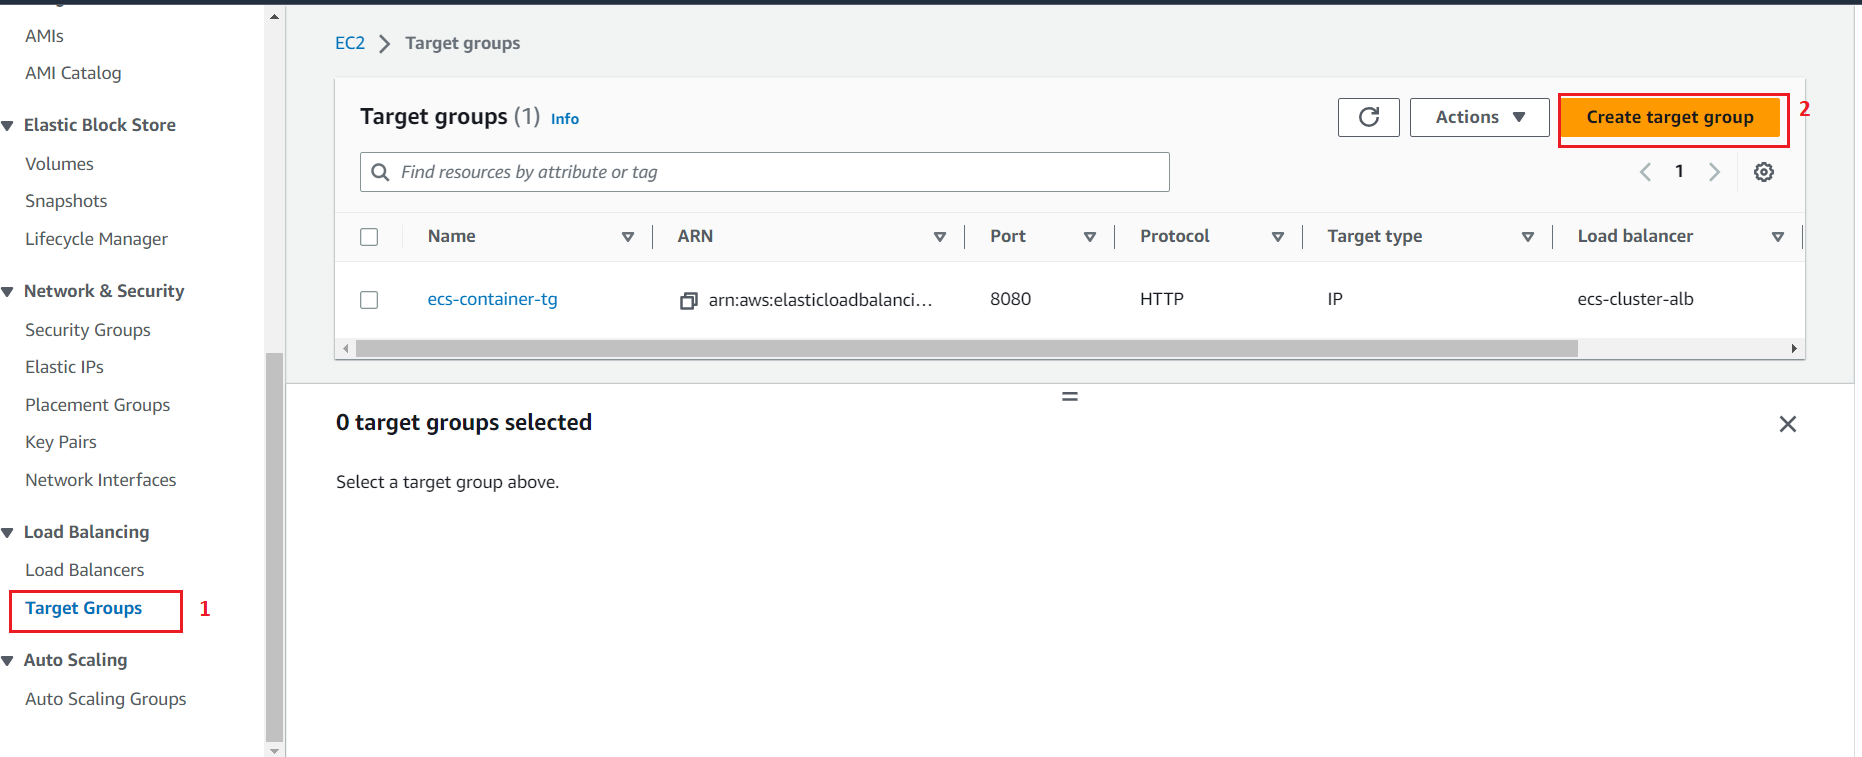 AMIs
AMI Catalog
Elastic Block Store
Volumes
Snapshots
Lifecycle Manager
Network & Security
Security Groups
Elastic IPs
Placement Groups
Key Pairs
Network Interfaces
Load Balancing
Load Balancers
Target Groups 1
Auto Scaling
Auto Scaling Groups
EC2 > Target groups
Target groups (1) Info
Actions
Create target group 2
Find resources by attribute or tag
1
Name ARN Port Protocol Target type Load balancer
ecs-container-tg arn:aws:elasticloadbalanci... 8080 HTTP IP ecs-cluster-alb
0 target groups selected
Select a target group above.